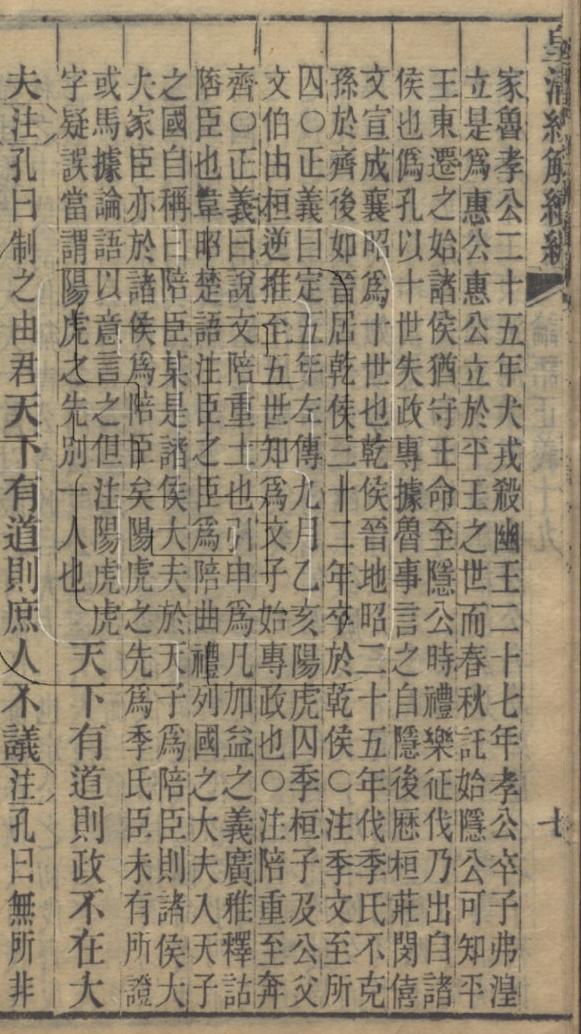 皇清經解續編
論語正義十九
七
家魯孝公二十五年犬戎殺幽王二十七年孝公卒子弗湟
立是爲惠公惠公立於平王之世而春秋託始隱公可知平
王東遷之始諸侯猶守王命至隱公時禮樂征伐乃出自諸
侯也僞孔以十世失政專據魯事言之自隱後歷桓莊閔僖
文宣成襄昭爲十世也乾侯晉地昭二十五年伐季氏不克
孫於齊後如晉居乾侯三十二年卒於乾侯○注季文至所
囚○正義曰定五年左傳九月乙亥陽虎囚季桓子及公父
文伯由桓逆推至五世知爲文子始專政也○注陪重至奔
齊○正義曰說文陪重土也引申爲凡加益之義廣雅釋詁
陪臣也韋昭楚語注臣之臣爲陪曲禮列國之大夫入天子
之國自稱曰陪臣某是諸侯大夫於天子爲陪臣則諸侯大
夫家臣亦於諸侯爲陪臣矣陽虎之先爲季氏臣未有所證
或馬據論語以意言之但注陽虎虎
字疑誤當謂陽虎之先別一人也
天下有道則政不在大
夫注孔曰制之由君天下有道則庶人不議注孔曰無所非